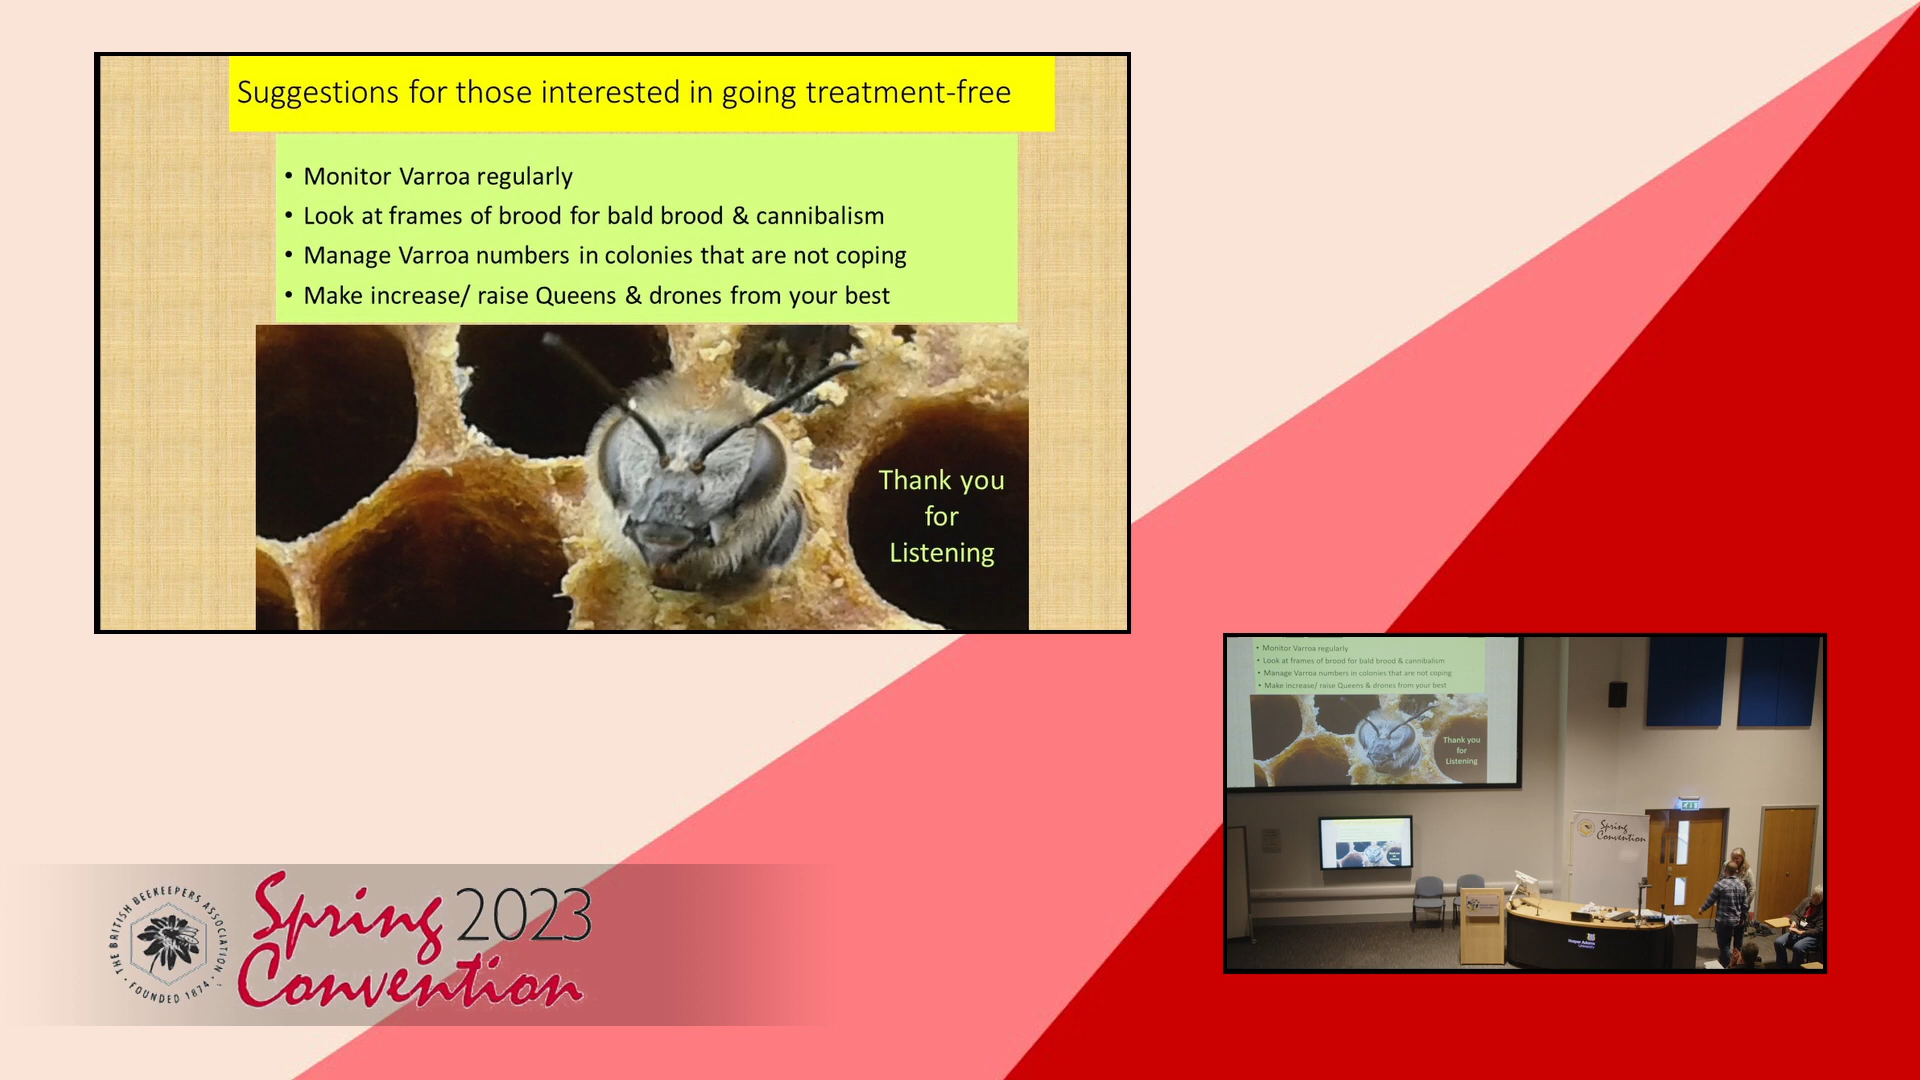 Suggestions for those interested in going treatment-free
• Monitor Varroa regularly
• Look at frames of brood for bald brood & cannibalism
• Manage Varroa numbers in colonies that are not coping
• Make increase/ raise Queens & drones from your best
Thank you
for
Listening
• Monitor Varroa regularly
• Look at frames of brood for bald brood & cannibalism
• Manage Varroa numbers in colonies that are not coping
• Make increase/ raise Queens & drones from your best
Thank you
for
Listening
Spring
Convention
Harper Adams
University
THE BRITISH BEEKEEPERS ASSOCIATION
FOUNDED 1874
Spring 2023
Convention